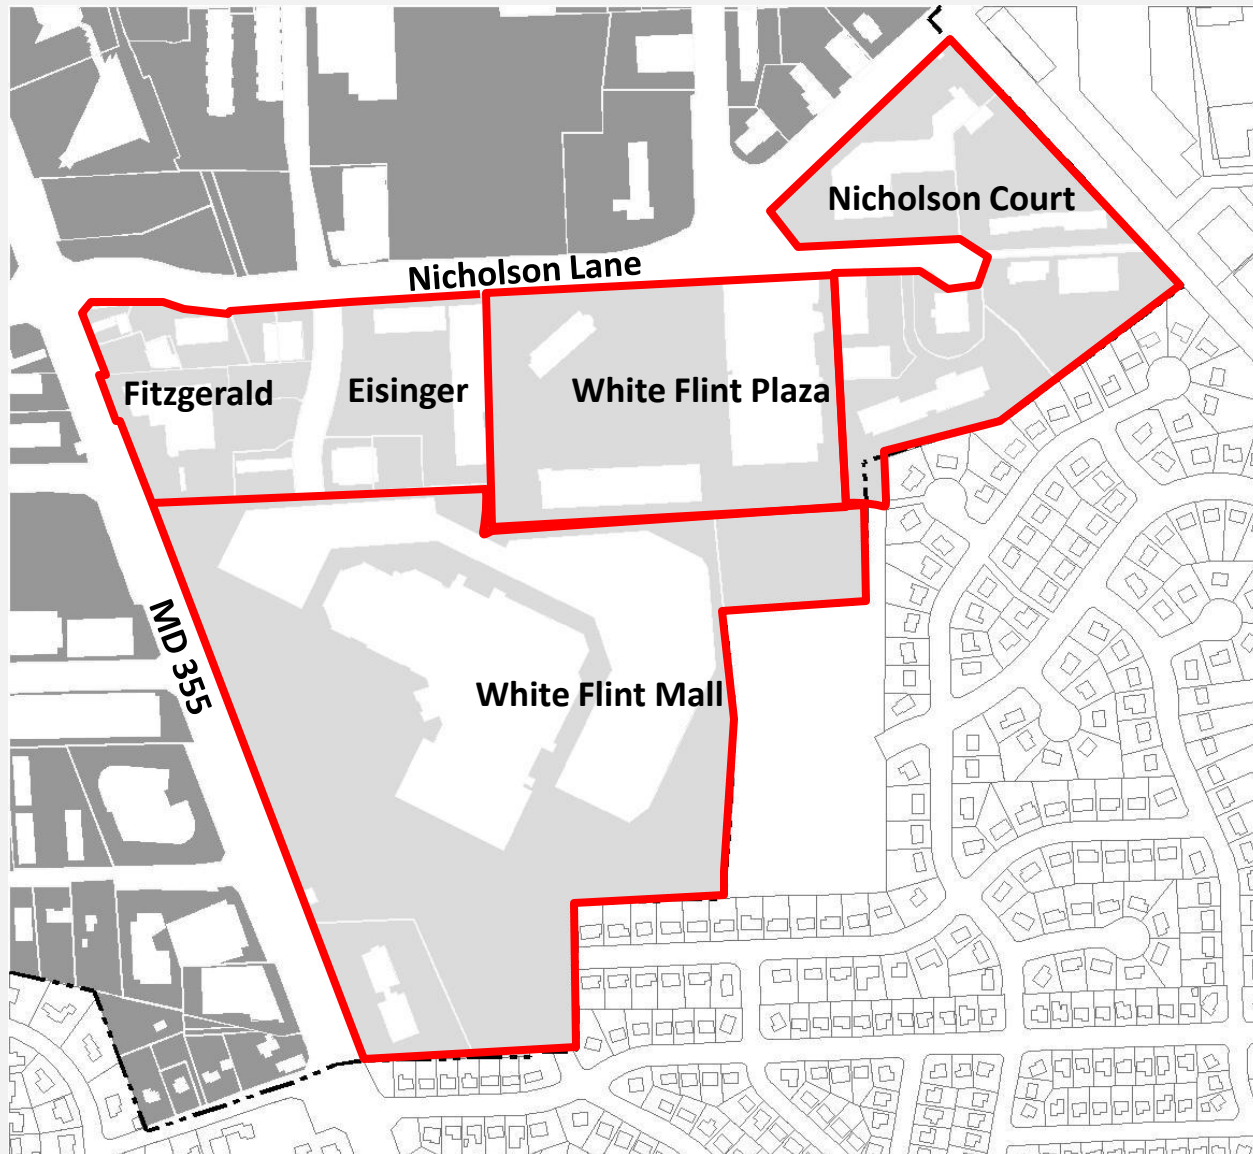 Nicholson Court
Nicholson Lane
Fitzgerald
Eisinger
White Flint Plaza
MD 355
White Flint Mall